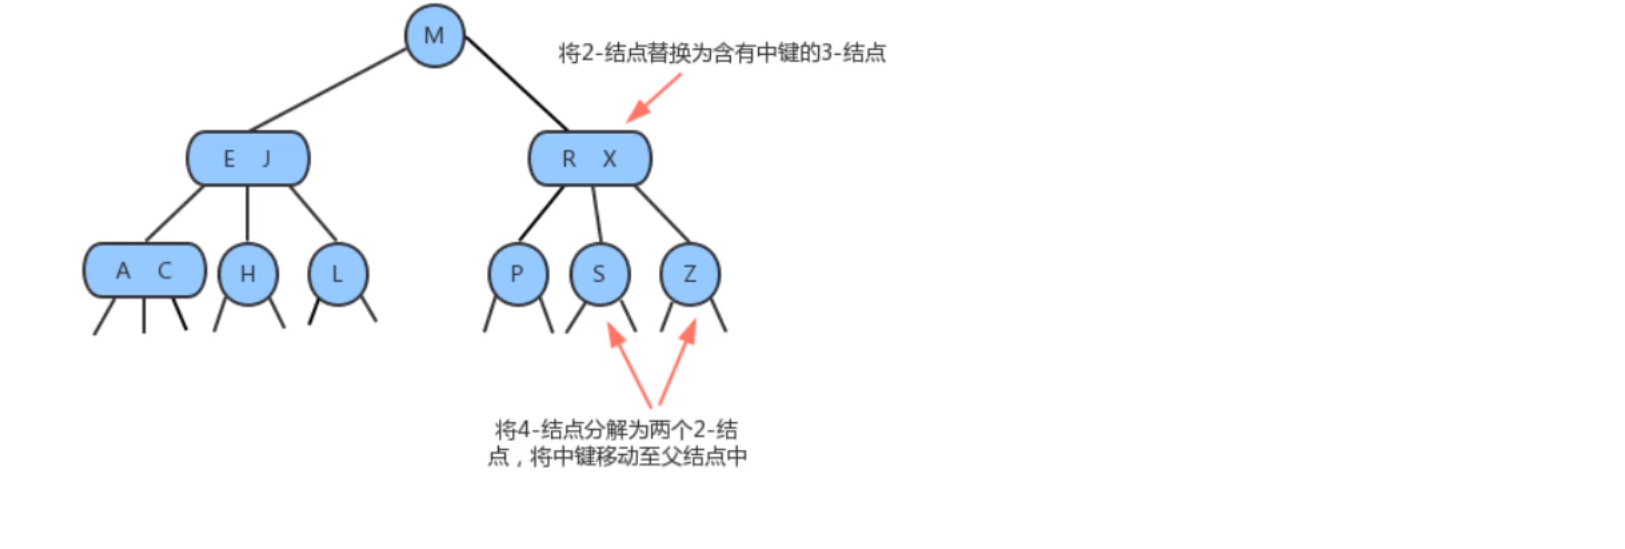 M
将2-结点替换为含有中键的3-结点
E J
R X
A C
H
L
P
S
Z
将4-结点分解为两个2-结
点，将中键移动至父结点中